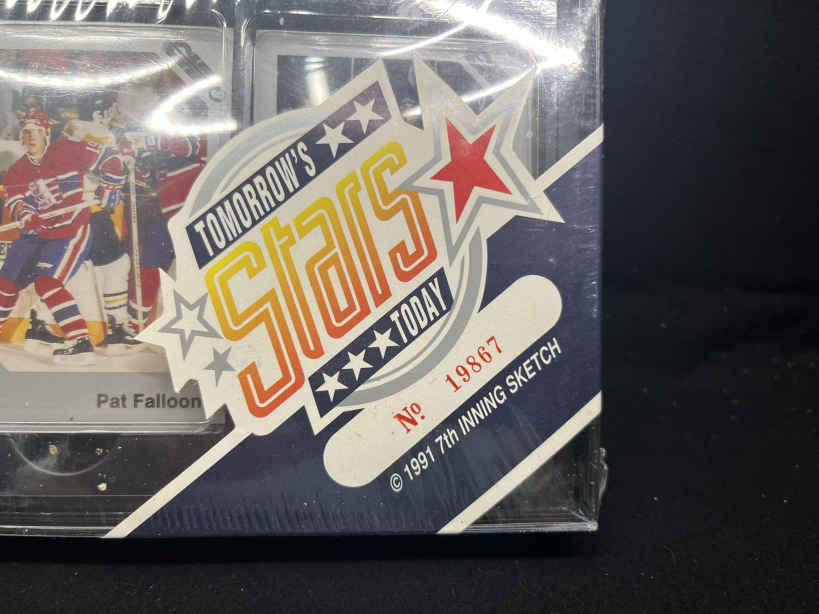 TOMORROW'S
Stars
TODAY
Nº 19867
© 1991 7th INNING SKETCH
Pat Falloon